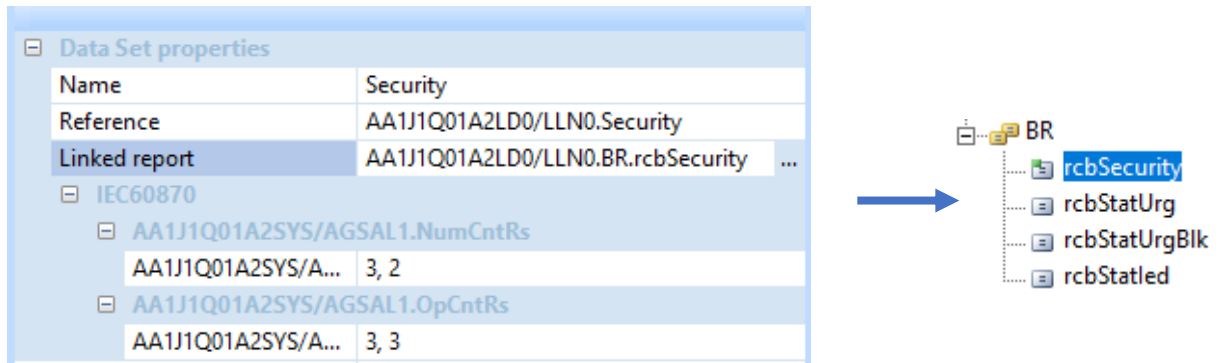 Data Set properties
Name Security
Reference AA1J1Q01A2LD0/LLN0.Security
Linked report AA1J1Q01A2LD0/LLN0.BR.rcbSecurity ...
IEC60870
AA1J1Q01A2SYS/AGSAL1.NumCntRs
AA1J1Q01A2SYS/A... 3, 2
AA1J1Q01A2SYS/AGSAL1.OpCntRs
AA1J1Q01A2SYS/A... 3, 3
BR
rcbSecurity
rcbStatUrg
rcbStatUrgBlk
rcbStatIed